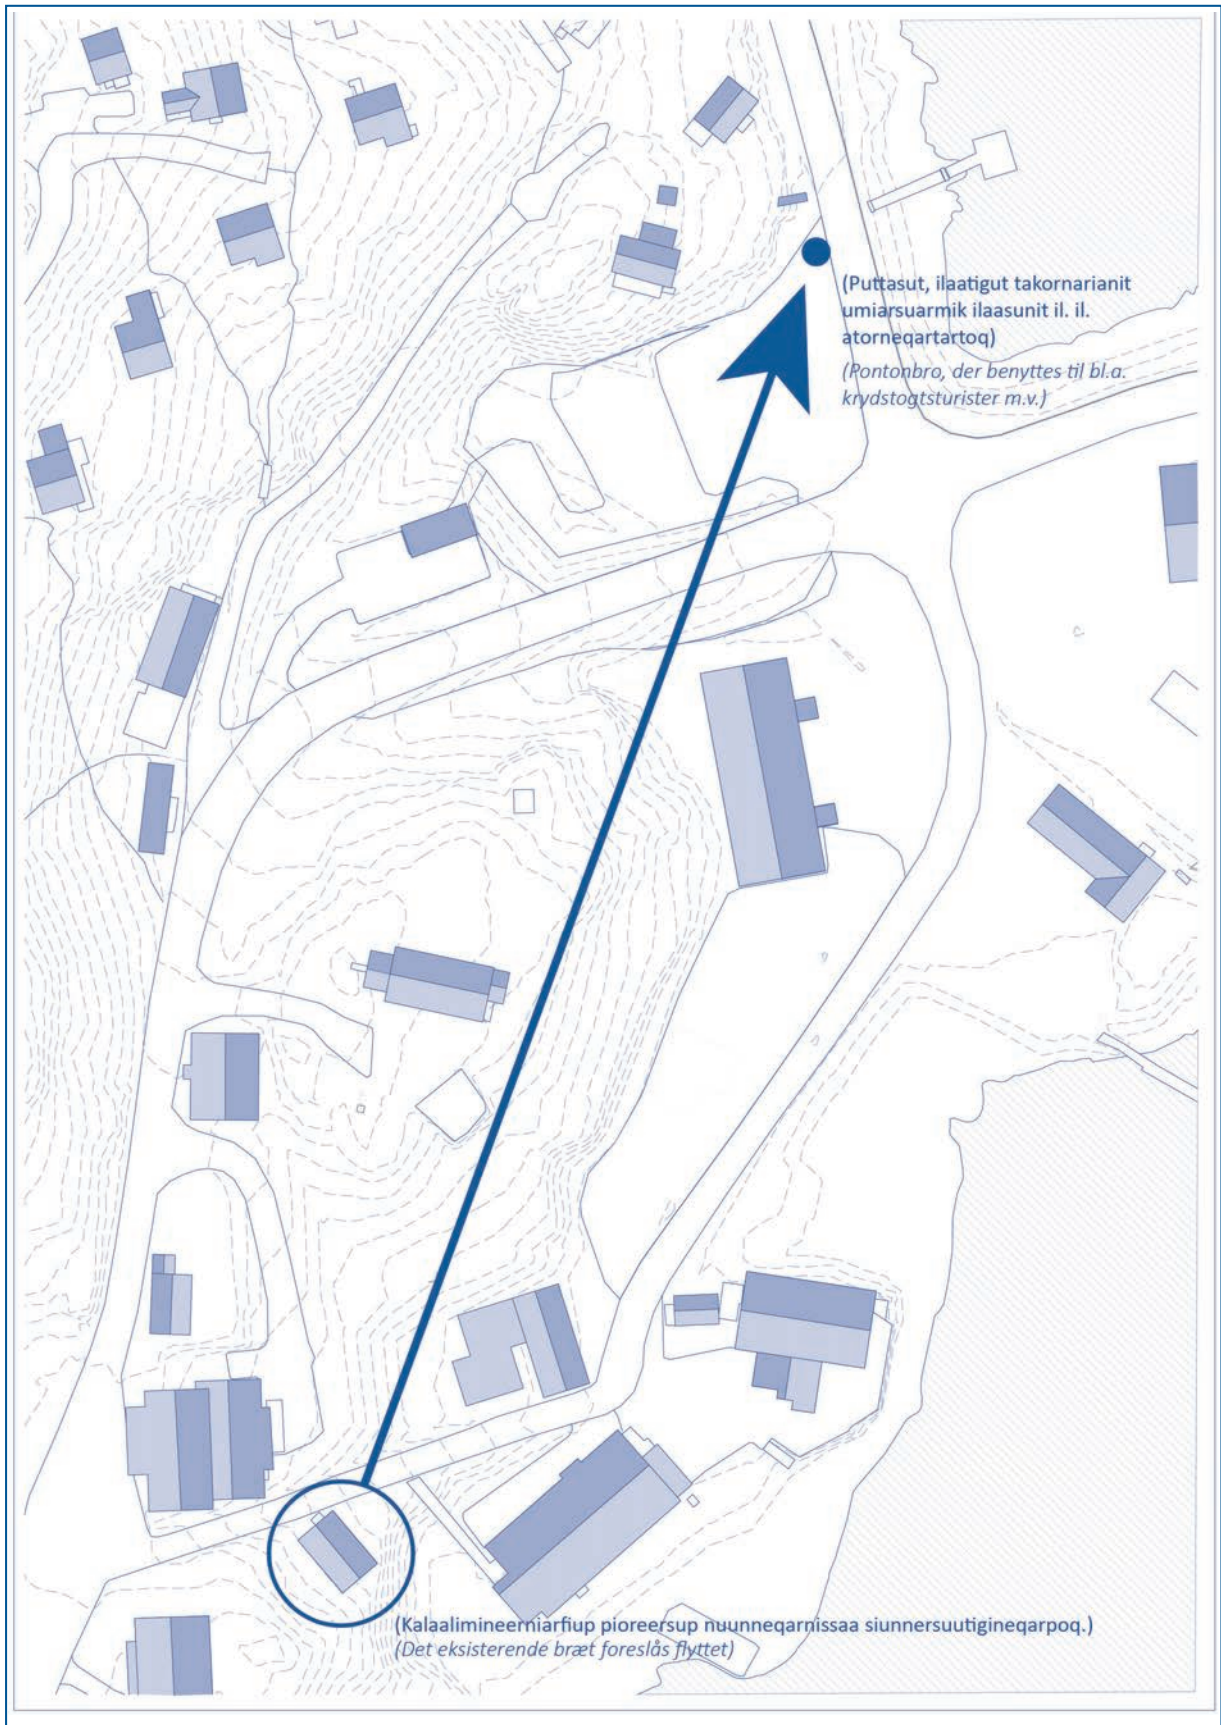 (Puttasut, ilaatigut takornarianit
umiarsuarmik ilaasunit il. il.
atorneqartartoq)
(Pontonbro, der benyttes til bl.a.
krydstogtsturister m.v.)
(Kalaalimineerniarfiup pioreersup nuunneqarnissaa siunnersuutigineqarpoq.)
(Det eksisterende bræt foreslås flyttet)